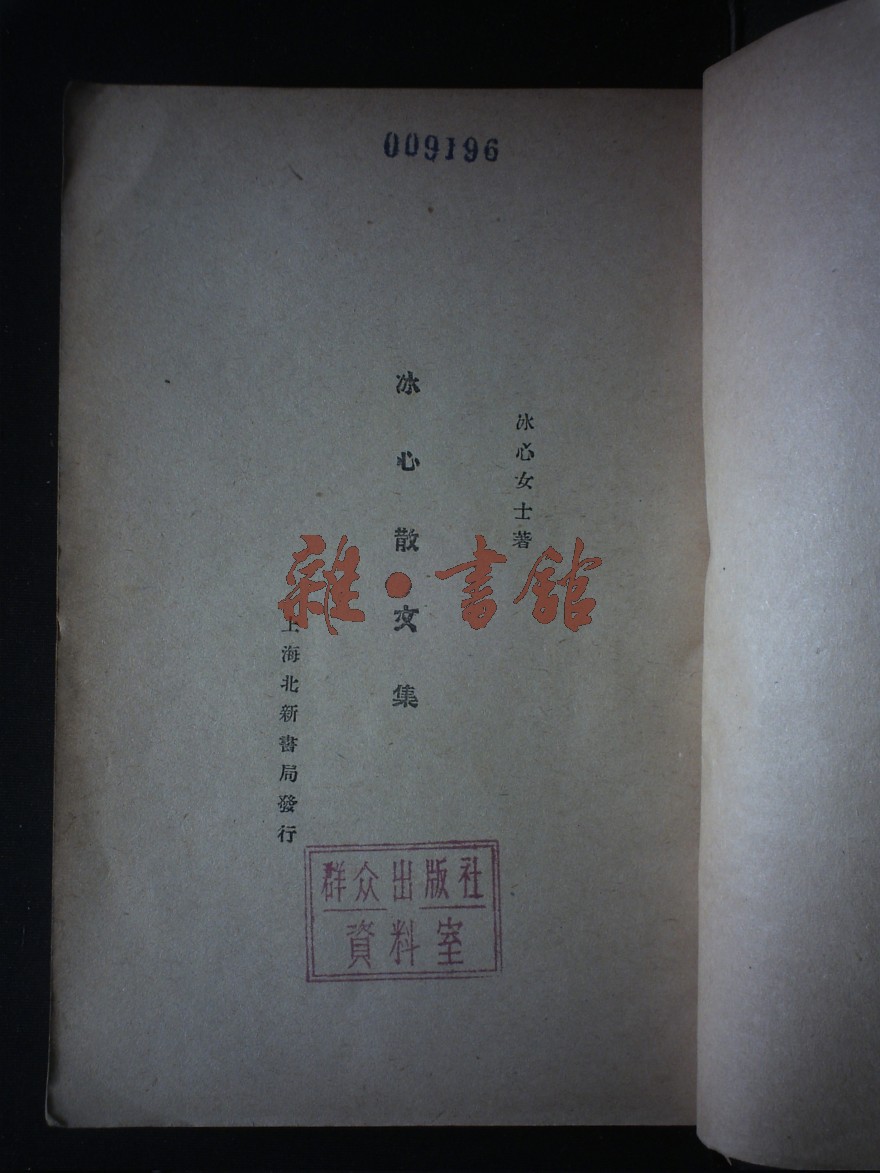 009196
冰心女士著
冰心散文集
上海北新書局發行
雜·書館
群众出版社
資料室